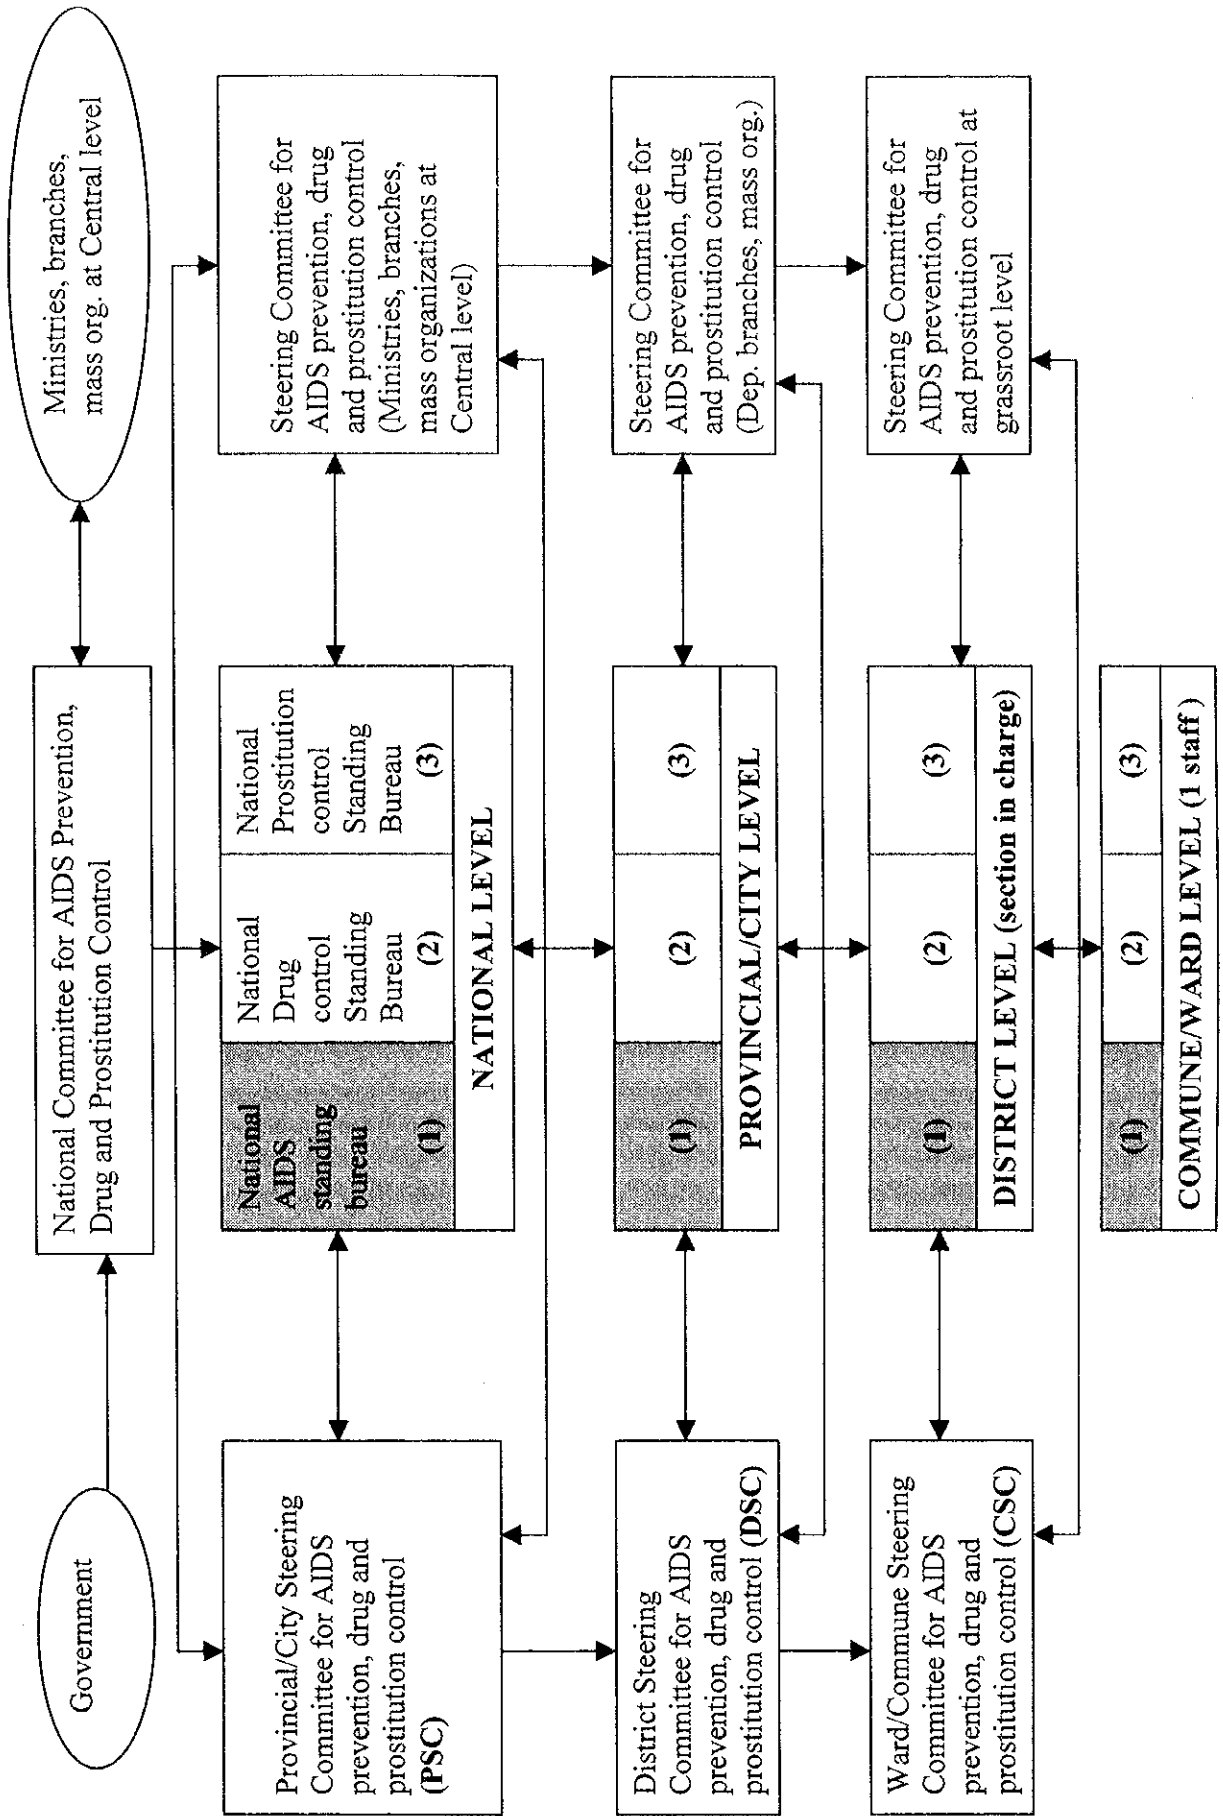 Government
National Committee for AIDS Prevention,
Drug and Prostitution Control
Ministries, branches,
mass org. at Central level
Provincial/City Steering
Committee for AIDS
prevention, drug and
prostitution control
(PSC)
National
AIDS
standing
bureau
(1)
National
Drug
control
Standing
Bureau
(2)
National
Prostitution
control
Standing
Bureau
(3)
NATIONAL LEVEL
Steering Committee for
AIDS prevention, drug
and prostitution control
(Ministries, branches,
mass organizations at
Central level)
District Steering
Committee for AIDS
prevention, drug and
prostitution control (DSC)
(1)
(2)
(3)
PROVINCIAL/CITY LEVEL
Steering Committee for
AIDS prevention, drug
and prostitution control
(Dep. branches, mass org.)
Ward/Commune Steering
Committee for AIDS
prevention, drug and
prostitution control (CSC)
(1)
(2)
(3)
DISTRICT LEVEL (section in charge)
Steering Committee for
AIDS prevention, drug
and prostitution control at
grassroot level
(1)
(2)
(3)
COMMUNE/WARD LEVEL (1 staff )